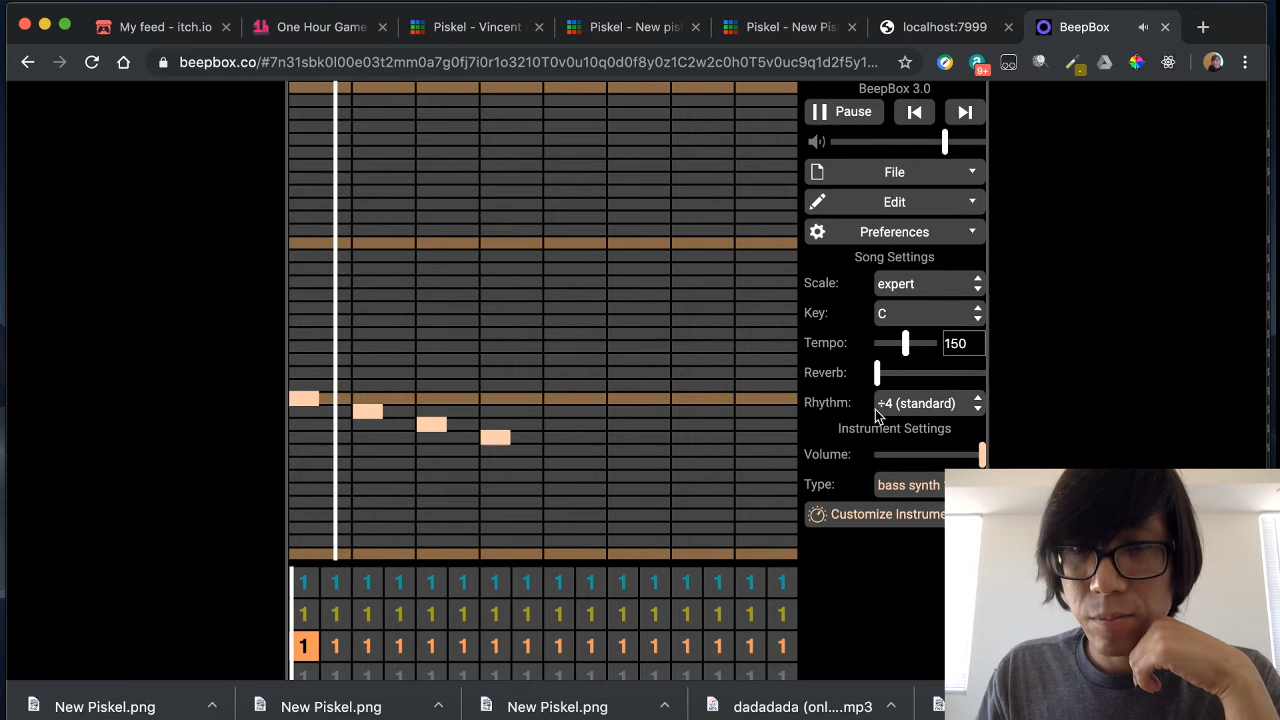 My feed - itch.io
One Hour Game
Piskel - Vincent
Piskel - New pis
Piskel - New Pis
localhost:7999
BeepBox
beepbox.co/#7n31sbk0l00e03t2mm0a7g0fj7i0r1o3210T0v0u10q0d0f8y0z1C2w2c0h0T5v0uc9q1d2f5y1...
9+
BeepBox 3.0
Pause
File
Edit
Preferences
Song Settings
Scale: expert
Key: C
Tempo: 150
Reverb:
Rhythm: ÷4 (standard)
Instrument Settings
Volume:
Type: bass synth
Customize Instrume
1 1 1 1 1 1 1 1 1 1 1 1 1 1 1 1
1 1 1 1 1 1 1 1 1 1 1 1 1 1 1 1
1 1 1 1 1 1 1 1 1 1 1 1 1 1 1 1
New Piskel.png
New Piskel.png
New Piskel.png
dadadada (onl....mp3